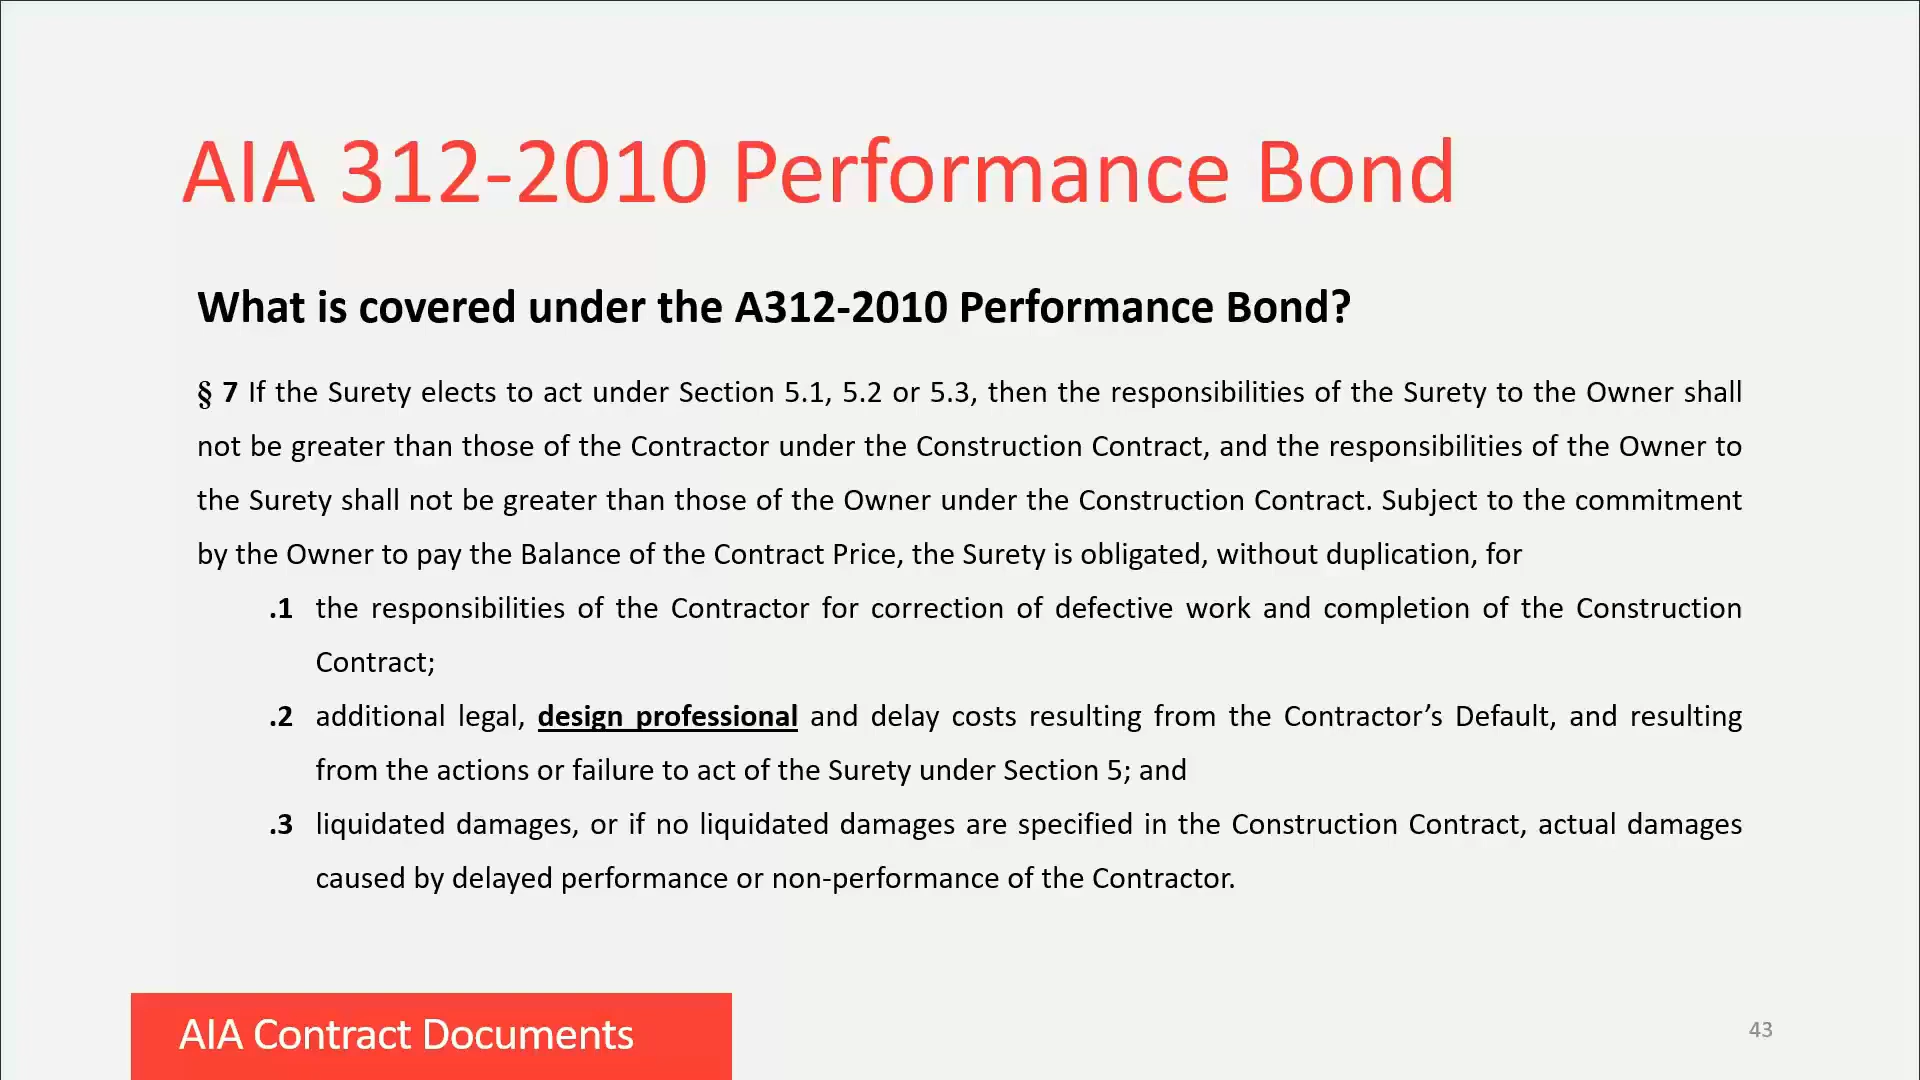 AIA 312-2010 Performance Bond
What is covered under the A312-2010 Performance Bond?
§ 7 If the Surety elects to act under Section 5.1, 5.2 or 5.3, then the responsibilities of the Surety to the Owner shall
not be greater than those of the Contractor under the Construction Contract, and the responsibilities of the Owner to
the Surety shall not be greater than those of the Owner under the Construction Contract. Subject to the commitment
by the Owner to pay the Balance of the Contract Price, the Surety is obligated, without duplication, for
.1 the responsibilities of the Contractor for correction of defective work and completion of the Construction
Contract;
.2 additional legal, design professional and delay costs resulting from the Contractor’s Default, and resulting
from the actions or failure to act of the Surety under Section 5; and
.3 liquidated damages, or if no liquidated damages are specified in the Construction Contract, actual damages
caused by delayed performance or non-performance of the Contractor.
AIA Contract Documents
43